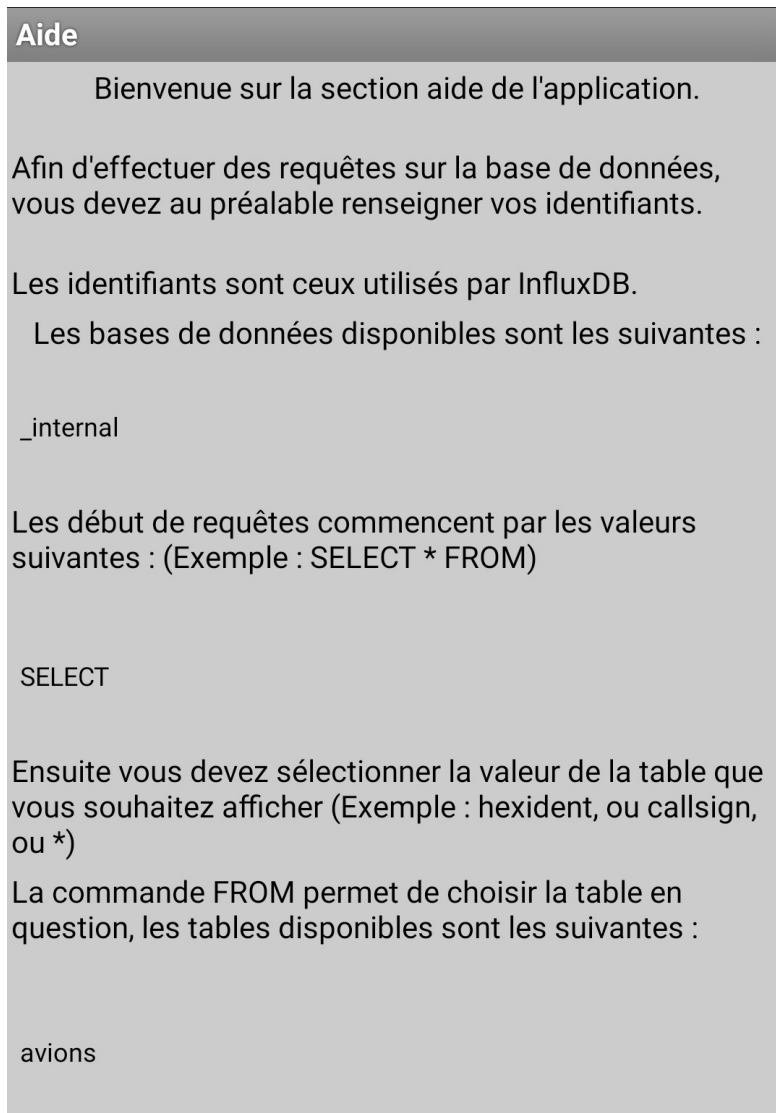 Aide
Bienvenue sur la section aide de l'application.
Afin d'effectuer des requêtes sur la base de données,
vous devez au préalable renseigner vos identifiants.
Les identifiants sont ceux utilisés par InfluxDB.
Les bases de données disponibles sont les suivantes :
_internal
Les début de requêtes commencent par les valeurs
suivantes : (Exemple : SELECT * FROM)
SELECT
Ensuite vous devez sélectionner la valeur de la table que
vous souhaitez afficher (Exemple : hexident, ou callsign,
ou *)
La commande FROM permet de choisir la table en
question, les tables disponibles sont les suivantes :
avions